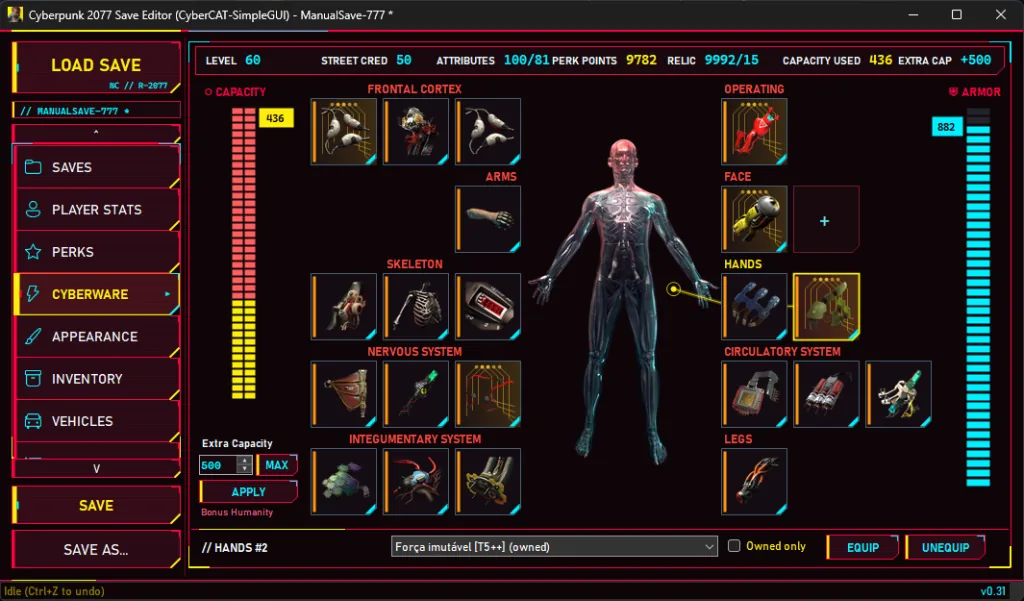 Cyberpunk 2077 Save Editor (CyberCAT-SimpleGUI) - ManualSave-777 *
LOAD SAVE
NC // R-2077
// MANUALSAVE-777 *
SAVES
PLAYER STATS
PERKS
CYBERWARE
APPEARANCE
INVENTORY
VEHICLES
SAVE
SAVE AS...
LEVEL 60 STREET CRED 50 ATTRIBUTES 100/81 PERK POINTS 9782 RELIC 9992/15 CAPACITY USED 436 EXTRA CAP +500
CAPACITY
436
FRONTAL CORTEX
ARMS
SKELETON
NERVOUS SYSTEM
INTEGUMENTARY SYSTEM
OPERATING
FACE
+
HANDS
CIRCULATORY SYSTEM
LEGS
ARMOR
882
Extra Capacity
500 MAX
APPLY
Bonus Humanity
// HANDS #2 Força imutável [T5++] (owned) Owned only EQUIP UNEQUIP
Idle (Ctrl+Z to undo) v0.31